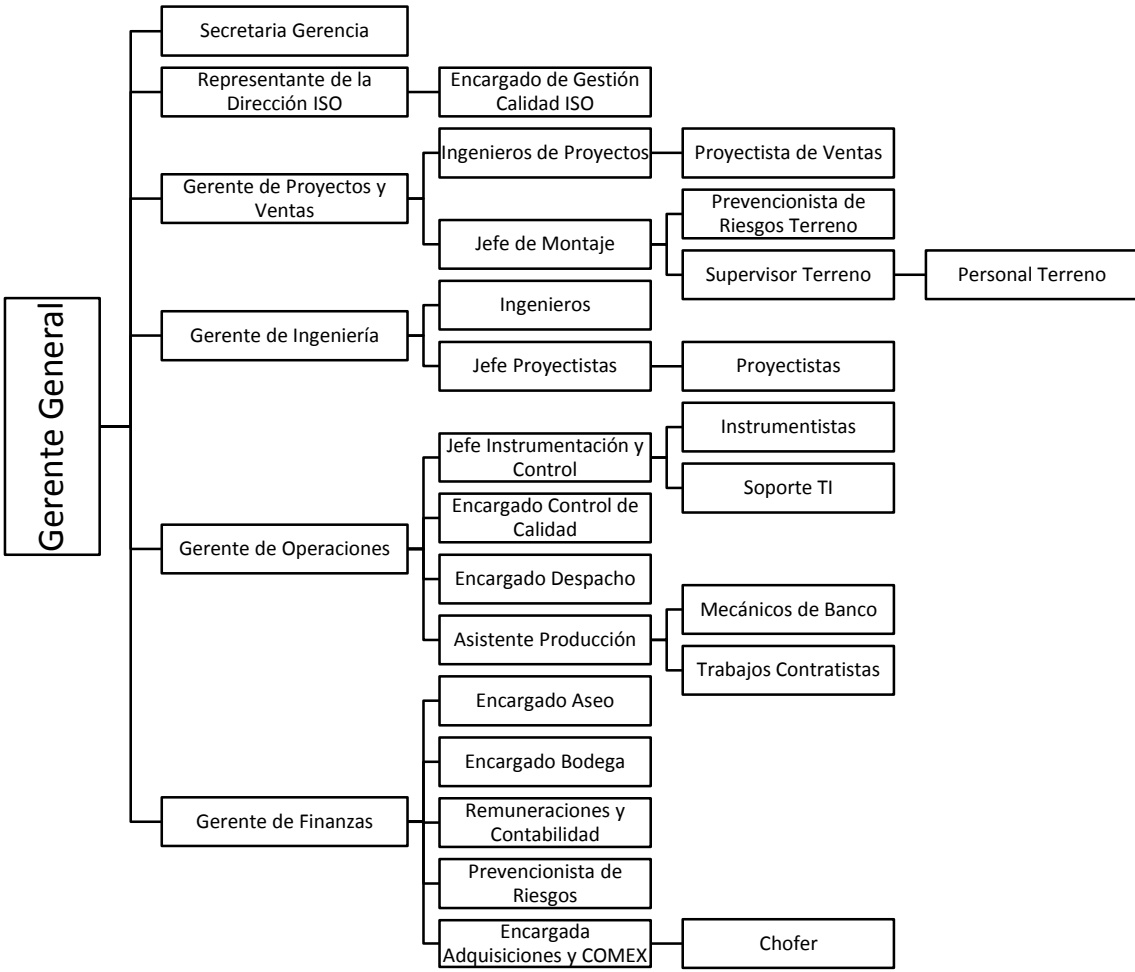 Gerente General
Secretaria Gerencia
Representante de la
Dirección ISO
Encargado de Gestión
Calidad ISO
Gerente de Proyectos y
Ventas
Ingenieros de Proyectos
Proyectista de Ventas
Jefe de Montaje
Prevencionista de
Riesgos Terreno
Supervisor Terreno
Personal Terreno
Gerente de Ingeniería
Ingenieros
Jefe Proyectistas
Proyectistas
Gerente de Operaciones
Jefe Instrumentación y
Control
Instrumentistas
Soporte TI
Encargado Control de
Calidad
Encargado Despacho
Asistente Producción
Mecánicos de Banco
Trabajos Contratistas
Gerente de Finanzas
Encargado Aseo
Encargado Bodega
Remuneraciones y
Contabilidad
Prevencionista de
Riesgos
Encargada
Adquisiciones y COMEX
Chofer